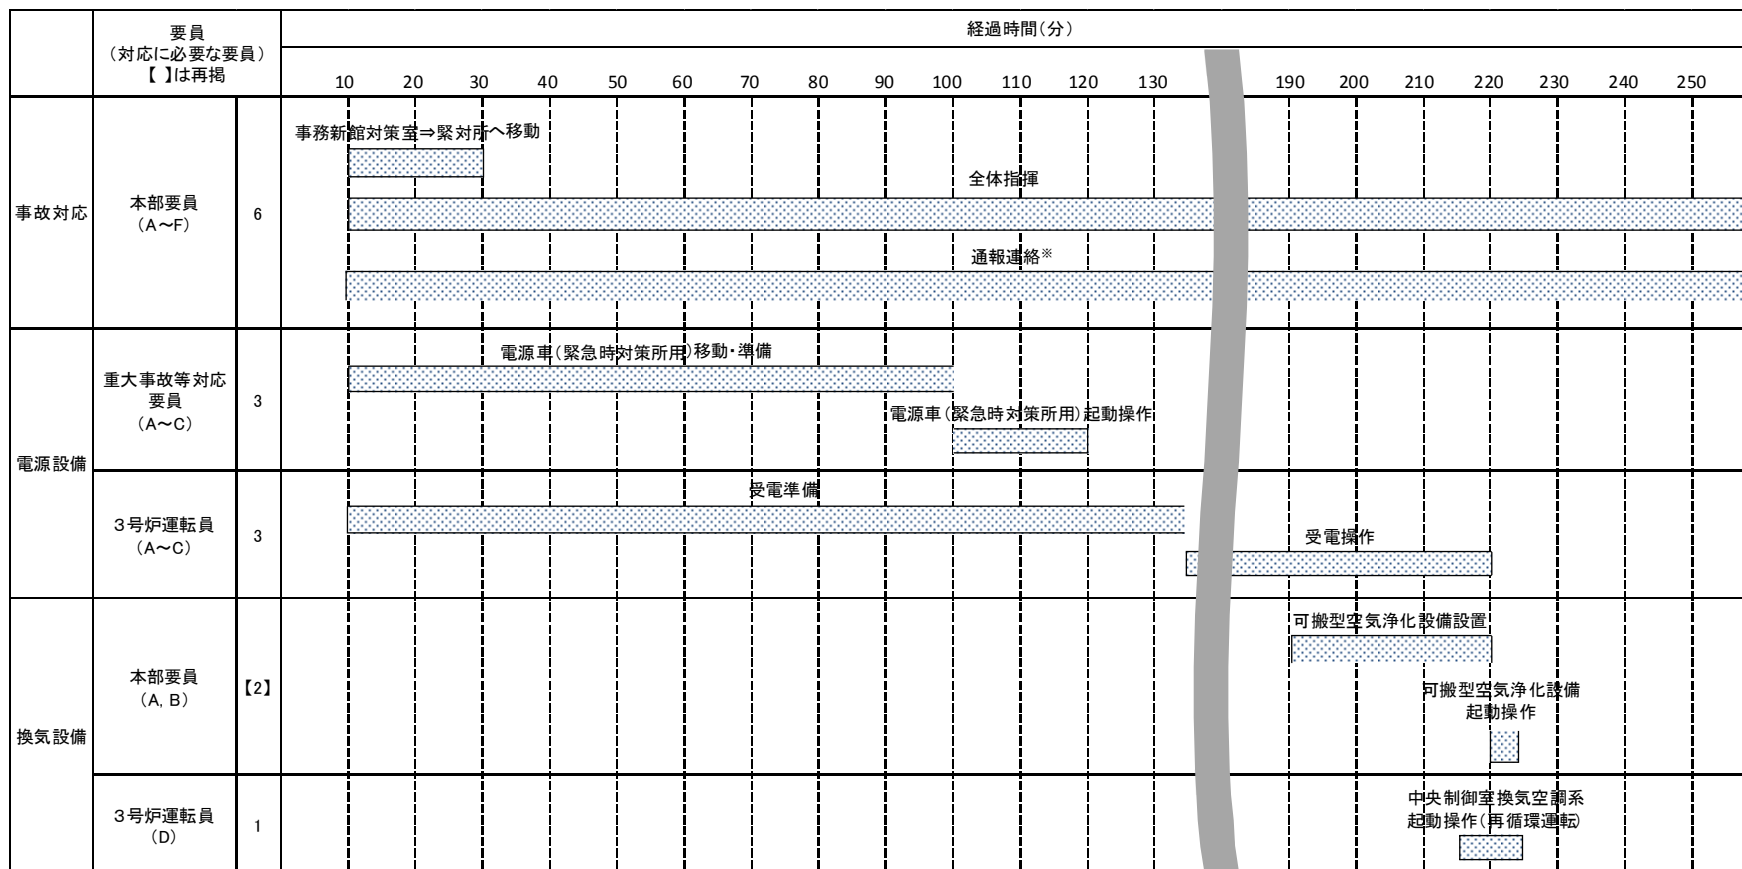 要員
（対応に必要な要員）
【 】は再掲
経過時間（分）
10 20 30 40 50 60 70 80 90 100 110 120 130 190 200 210 220 230 240 250
事故対応
本部要員
（A～F）
6
事務新館対策室⇒緊対所へ移動
全体指揮
通報連絡※
電源設備
重大事故等対応
要員
（A～C）
3
電源車（緊急時対策所用）移動・準備
電源車（緊急時対策所用）起動操作
3号炉運転員
（A～C）
3
受電準備
受電操作
換気設備
本部要員
（A，B）
【2】
可搬型空気浄化設備設置
可搬型空気浄化設備
起動操作
3号炉運転員
（D）
1
中央制御室換気空調系
起動操作（再循環運転）